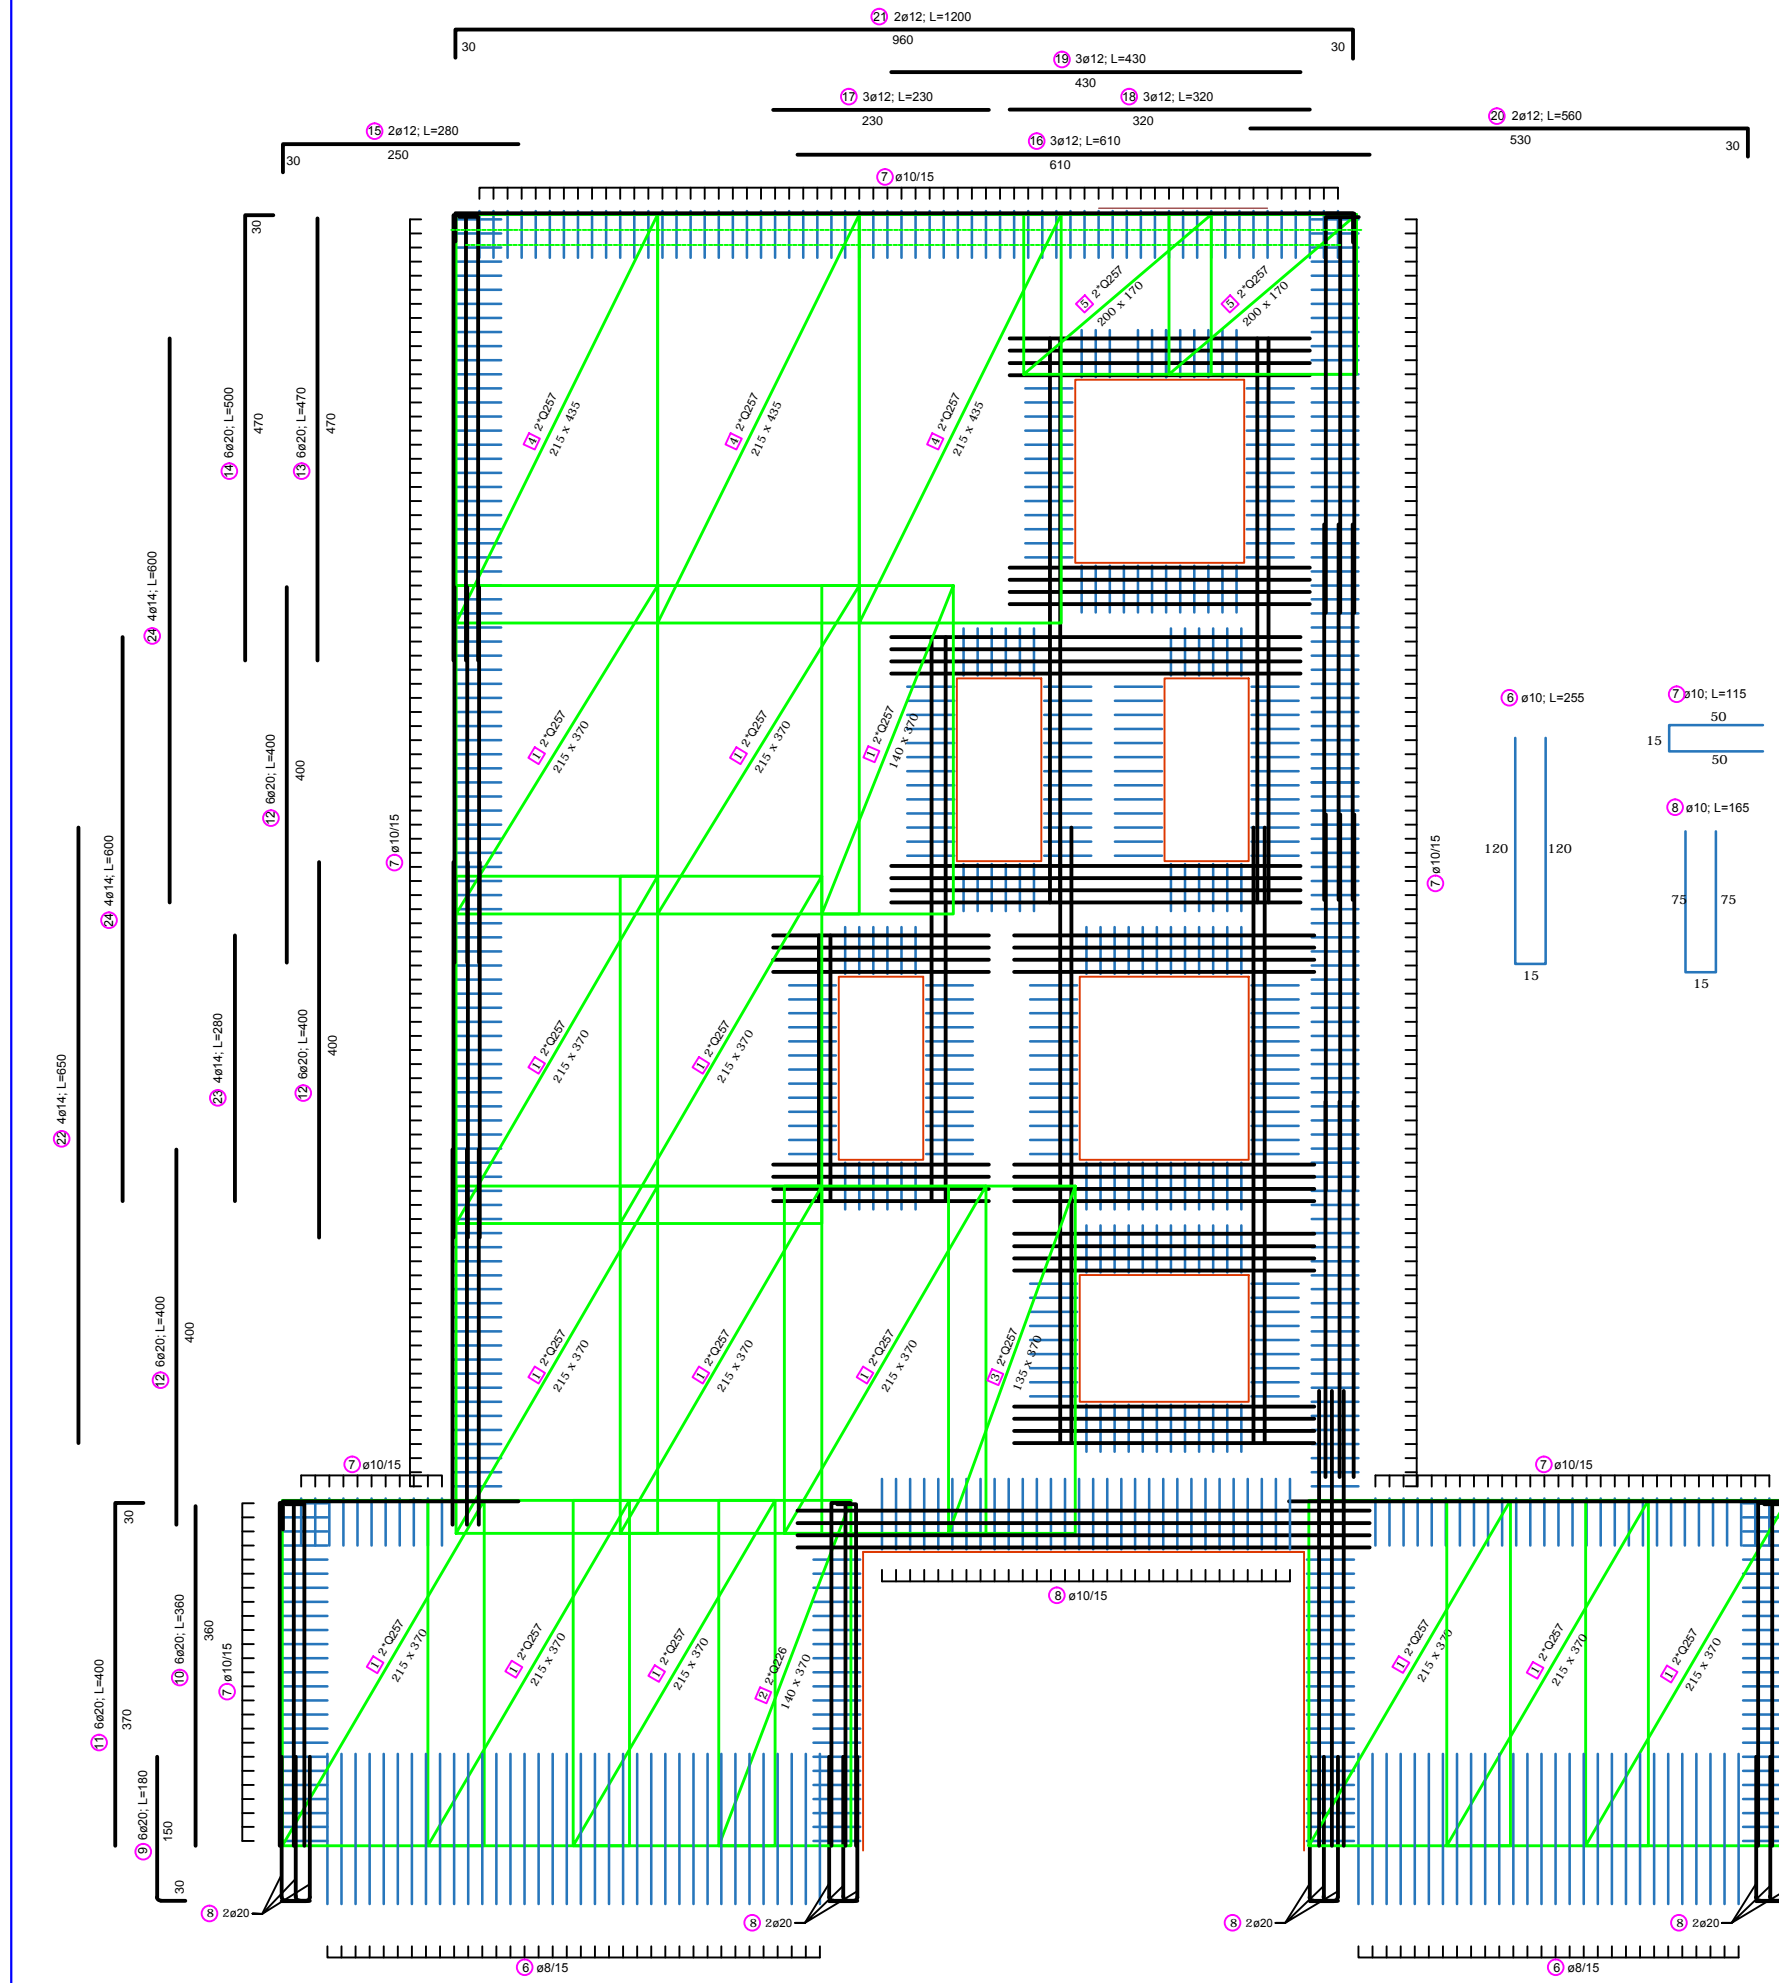 21 2ø12; L=1200
30 960 30
19 3ø12; L=430
430
17 3ø12; L=230
230
18 3ø12; L=320
320
20 2ø12; L=560
530 30
15 2ø12; L=280
30 250
16 3ø12; L=610
610
7 ø10/15
14 6ø20; L=500
30
470
13 6ø20; L=470
470
24 4ø14; L=600
24 4ø14; L=600
12 6ø20; L=400
400
12 6ø20; L=400
400
23 4ø14; L=280
22 4ø14; L=650
12 6ø20; L=400
400
7 ø10/15
7 ø10/15
4 2*Q257
215 x 435
4 2*Q257
215 x 435
4 2*Q257
215 x 435
5 2*Q257
200 x 170
5 2*Q257
200 x 170
1 2*Q257
215 x 370
1 2*Q257
215 x 370
1 2*Q257
140 x 370
1 2*Q257
215 x 370
1 2*Q257
215 x 370
1 2*Q257
215 x 370
1 2*Q257
215 x 370
1 2*Q257
215 x 370
3 2*Q257
135 x 370
6 ø10; L=255
120 120
15
7 ø10; L=115
50
15
50
8 ø10; L=165
75 75
15
7 ø10/15
7 ø10/15
11 6ø20; L=400
30
370
10 6ø20; L=360
360
7 ø10/15
9 6ø20; L=180
150
30
1 2*Q257
215 x 370
1 2*Q257
215 x 370
1 2*Q257
215 x 370
2 2*Q226
140 x 370
8 ø10/15
1 2*Q257
215 x 370
1 2*Q257
215 x 370
1 2*Q257
215 x 370
8 2ø20
8 2ø20
8 2ø20
8 2ø20
6 ø8/15
6 ø8/15